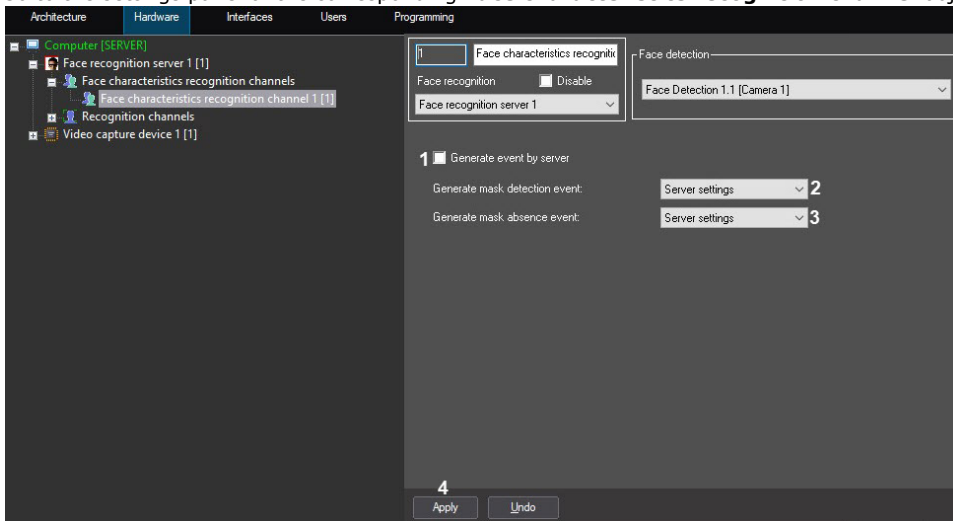 Architecture Hardware Interfaces Users Programming
Computer [SERVER]
Face recognition server 1 [1]
Face characteristics recognition channels
Face characteristics recognition channel 1 [1]
Recognition channels
Video capture device 1 [1]
1 Face characteristics recognitic
Face recognition Disable
Face recognition server 1
Face detection
Face Detection 1.1 [Camera 1]
1 Generate event by server
Generate mask detection event: Server settings 2
Generate mask absence event: Server settings 3
4
Apply Undo